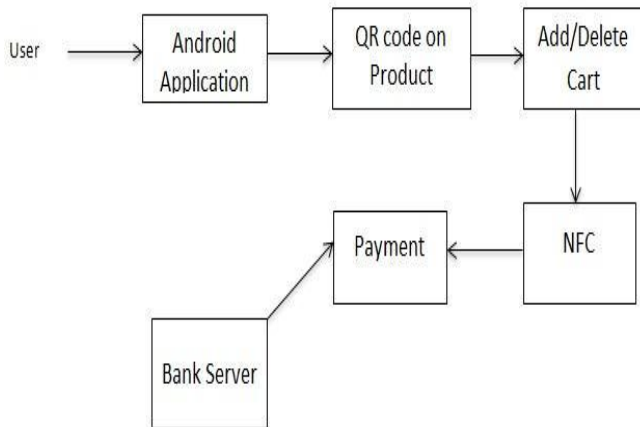 User
Android
Application
QR code on
Product
Add/Delete
Cart
Payment
NFC
Bank Server